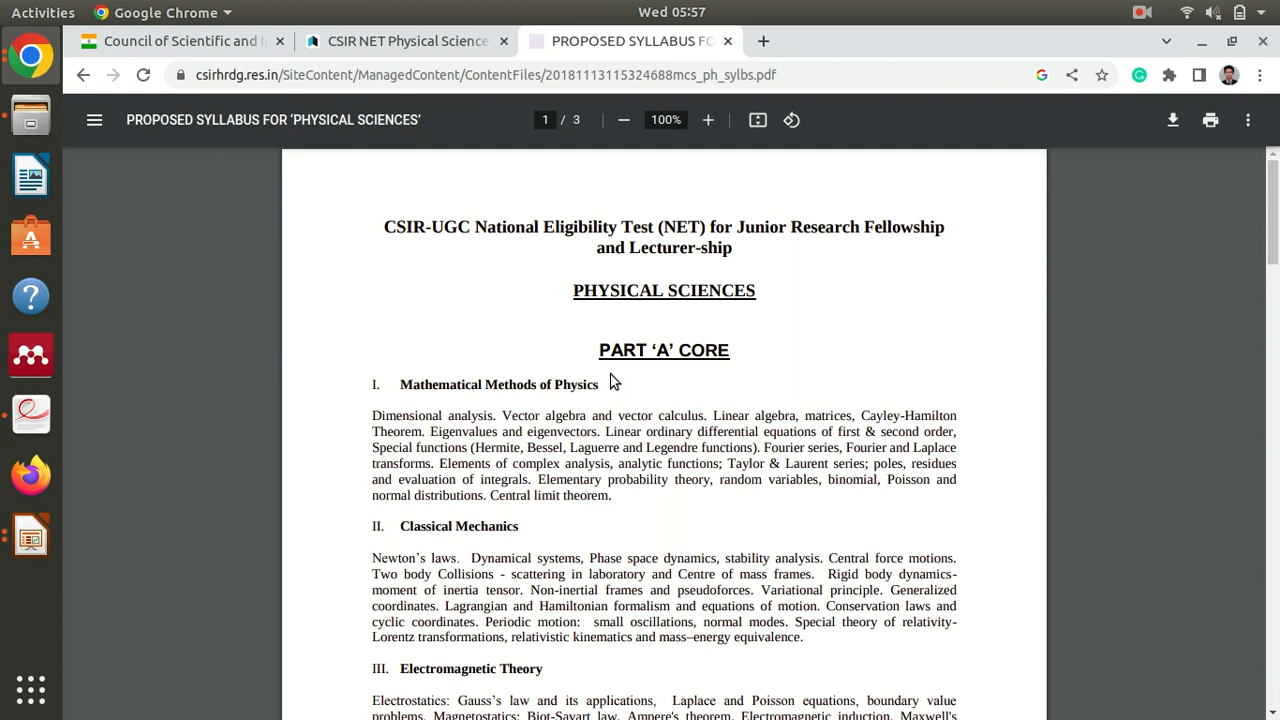 Activities
Google Chrome
Wed 05:57
Council of Scientific and I
CSIR NET Physical Science
PROPOSED SYLLABUS FO
csirhrdg.res.in/SiteContent/ManagedContent/ContentFiles/20181113115324688mcs_ph_sylbs.pdf
PROPOSED SYLLABUS FOR ‘PHYSICAL SCIENCES’
1 / 3
100%
CSIR-UGC National Eligibility Test (NET) for Junior Research Fellowship
and Lecturer-ship
PHYSICAL SCIENCES
PART ‘A’ CORE
I. Mathematical Methods of Physics
Dimensional analysis. Vector algebra and vector calculus. Linear algebra, matrices, Cayley-Hamilton
Theorem. Eigenvalues and eigenvectors. Linear ordinary differential equations of first & second order,
Special functions (Hermite, Bessel, Laguerre and Legendre functions). Fourier series, Fourier and Laplace
transforms. Elements of complex analysis, analytic functions; Taylor & Laurent series; poles, residues
and evaluation of integrals. Elementary probability theory, random variables, binomial, Poisson and
normal distributions. Central limit theorem.
II. Classical Mechanics
Newton’s laws. Dynamical systems, Phase space dynamics, stability analysis. Central force motions.
Two body Collisions - scattering in laboratory and Centre of mass frames. Rigid body dynamics-
moment of inertia tensor. Non-inertial frames and pseudoforces. Variational principle. Generalized
coordinates. Lagrangian and Hamiltonian formalism and equations of motion. Conservation laws and
cyclic coordinates. Periodic motion: small oscillations, normal modes. Special theory of relativity-
Lorentz transformations, relativistic kinematics and mass–energy equivalence.
III. Electromagnetic Theory
Electrostatics: Gauss’s law and its applications, Laplace and Poisson equations, boundary value
problems. Magnetostatics: Biot-Savart law, Ampere's theorem. Electromagnetic induction. Maxwell's